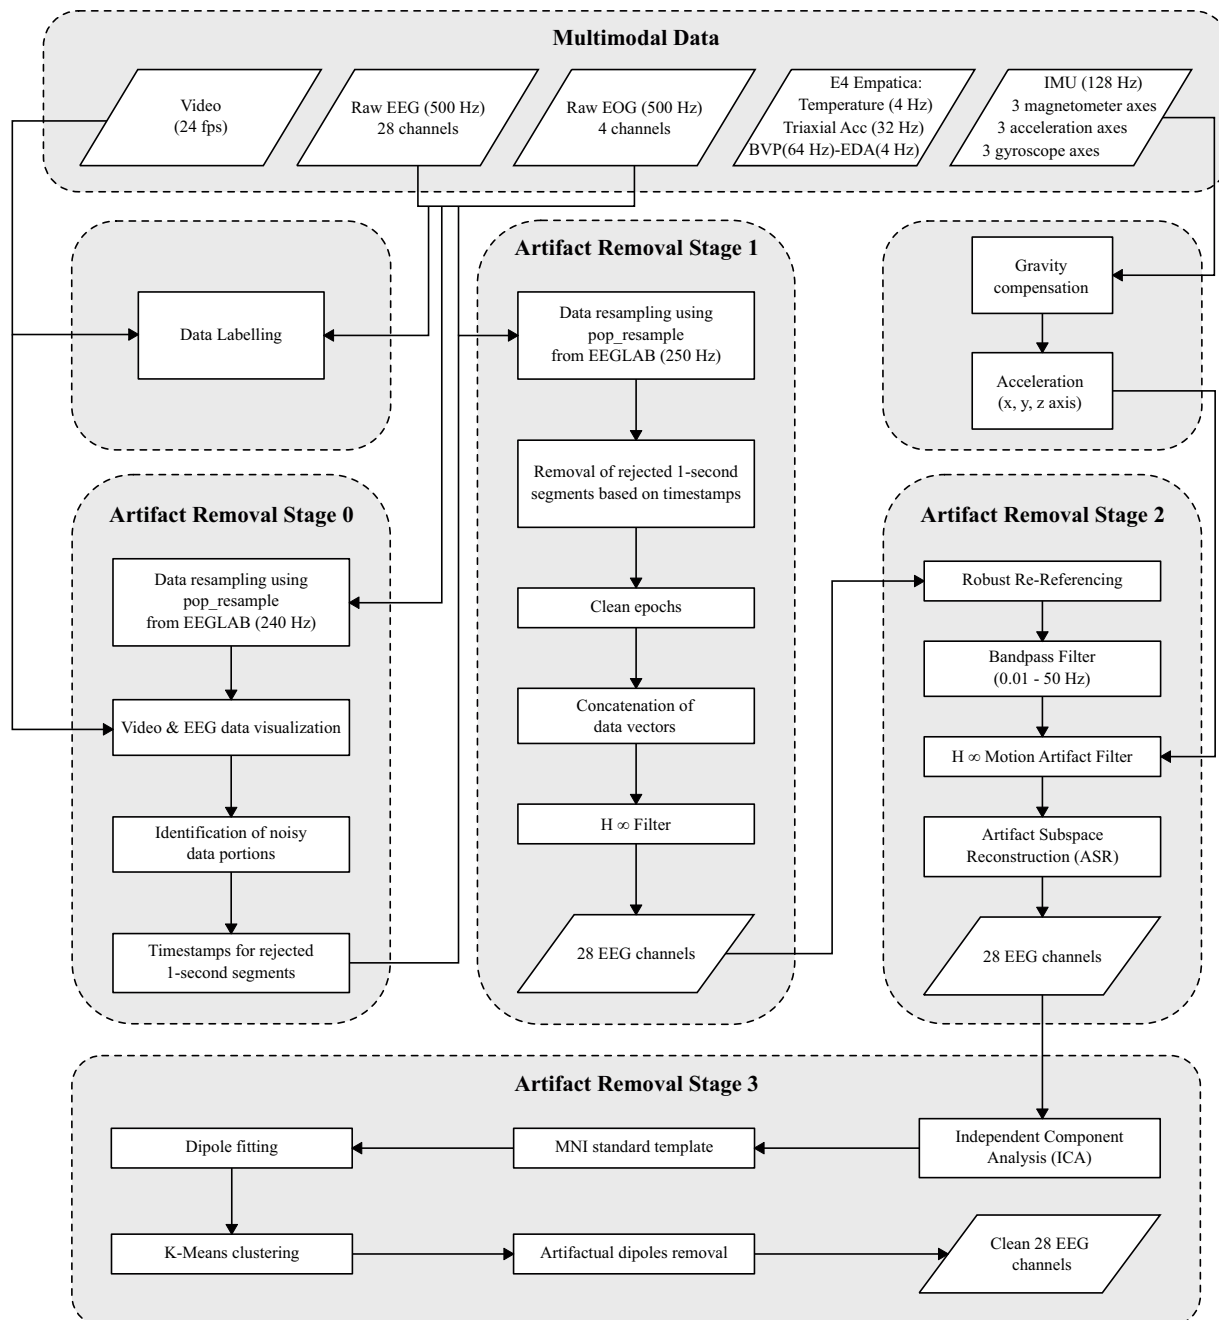 Multimodal Data
Video
(24 fps)
Raw EEG (500 Hz)
28 channels
Raw EOG (500 Hz)
4 channels
E4 Empatica:
Temperature (4 Hz)
Triaxial Acc (32 Hz)
BVP(64 Hz)-EDA(4 Hz)
IMU (128 Hz)
3 magnetometer axes
3 acceleration axes
3 gyroscope axes
Data Labelling
Artifact Removal Stage 0
Data resampling using
pop_resample
from EEGLAB (240 Hz)
Video & EEG data visualization
Identification of noisy
data portions
Timestamps for rejected
1-second segments
Artifact Removal Stage 1
Data resampling using
pop_resample
from EEGLAB (250 Hz)
Removal of rejected 1-second
segments based on timestamps
Clean epochs
Concatenation of
data vectors
H ∞ Filter
28 EEG channels
Gravity
compensation
Acceleration
(x, y, z axis)
Artifact Removal Stage 2
Robust Re-Referencing
Bandpass Filter
(0.01 - 50 Hz)
H ∞ Motion Artifact Filter
Artifact Subspace
Reconstruction (ASR)
28 EEG channels
Artifact Removal Stage 3
Independent Component
Analysis (ICA)
MNI standard template
Dipole fitting
K-Means clustering
Artifactual dipoles removal
Clean 28 EEG
channels